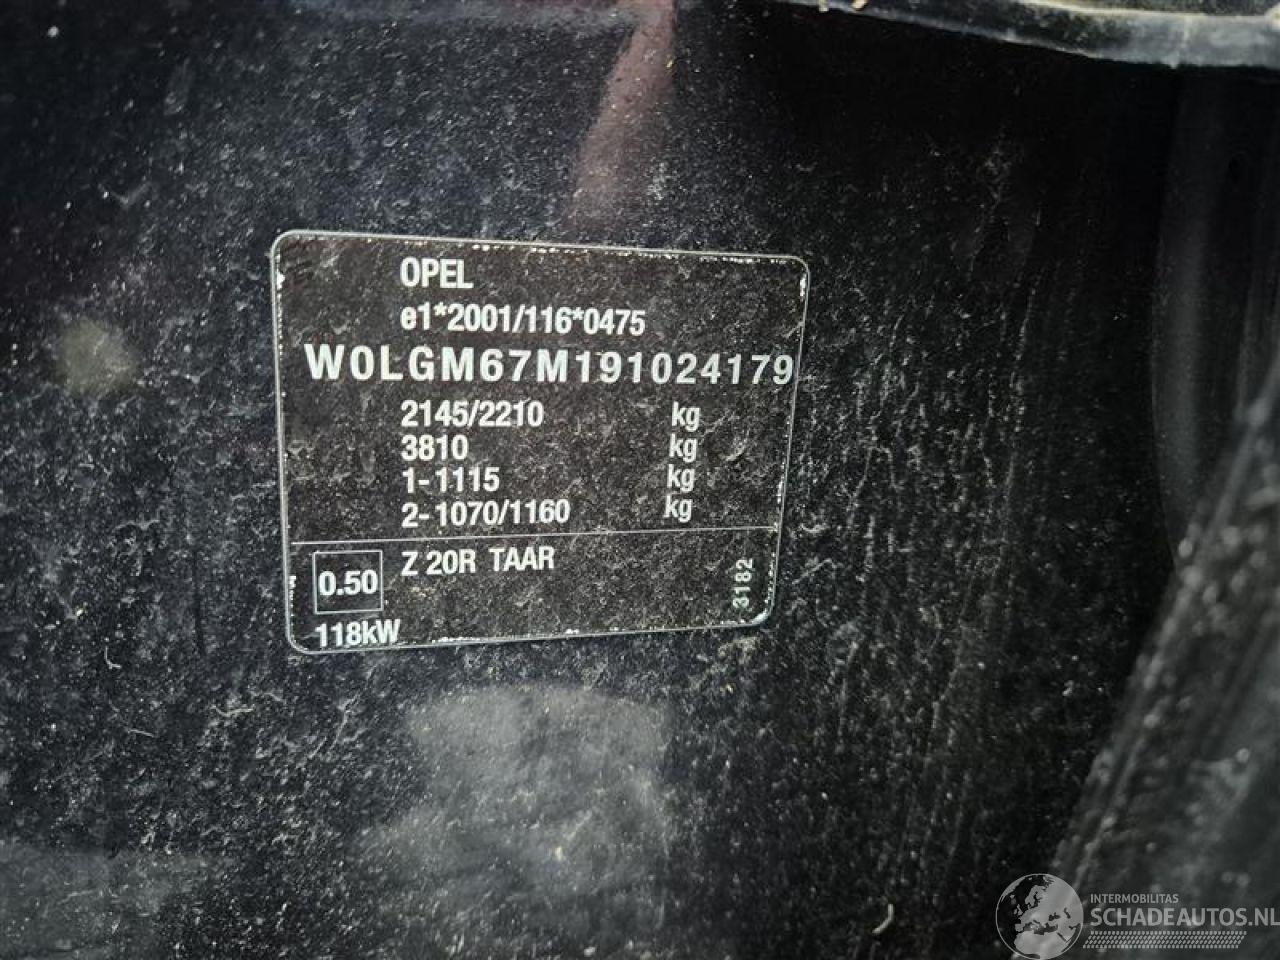 OPEL
e1*2001/116*0475
W0LGM67M191024179
2145/2210 kg
3810 kg
1-1115 kg
2-1070/1160 kg
0.50 Z 20R TAAR
3182
118kW
INTERMOBILITAS
SCHADEAUTOS.NL